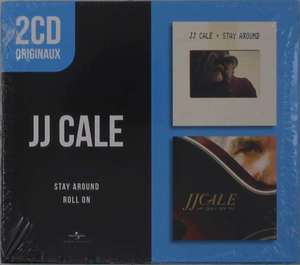 2CD
ORIGINAUX
JJ CALE
STAY AROUND
ROLL ON
JJ CALE • STAY AROUND
JJCALE